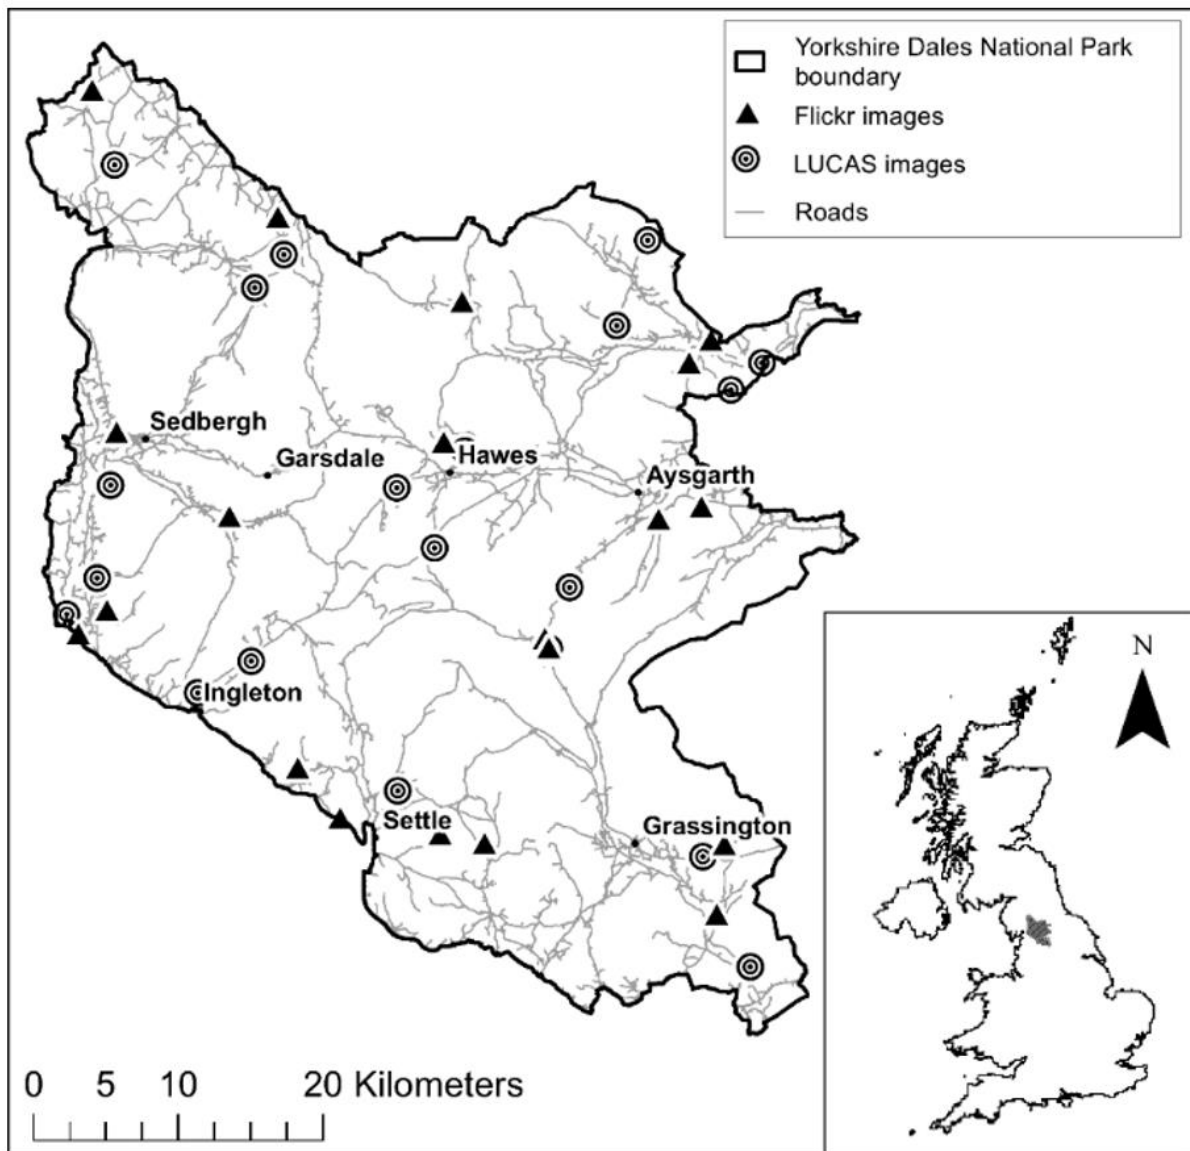 Yorkshire Dales National Park
boundary
Flickr images
LUCAS images
Roads
Sedbergh
Garsdale
Hawes
Aysgarth
Ingleton
Settle
Grassington
N
0 5 10 20 Kilometers